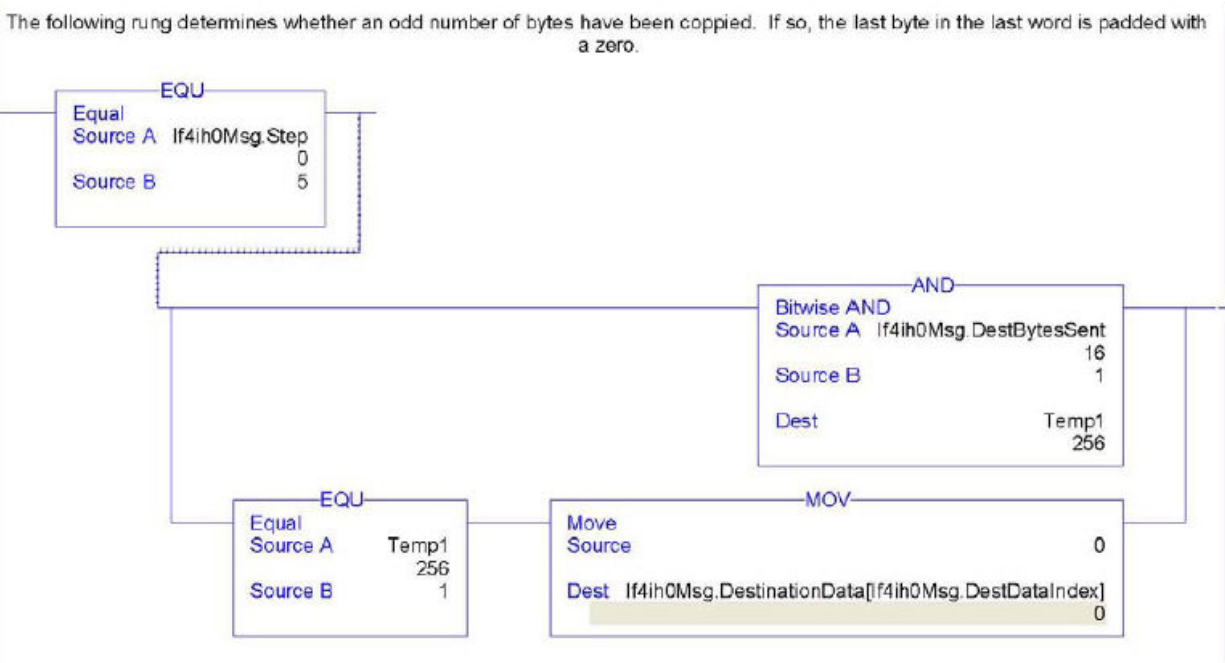 The following rung determines whether an odd number of bytes have been coppied. If so, the last byte in the last word is padded with
a zero.
EQU
Equal
Source A If4ih0Msg.Step
0
Source B 5
AND
Bitwise AND
Source A If4ih0Msg.DestBytesSent
16
Source B 1
Dest Temp1
256
EQU
Equal
Source A Temp1
256
Source B 1
MOV
Move
Source 0
Dest If4ih0Msg.DestinationData[If4ih0Msg.DestDataIndex]
0